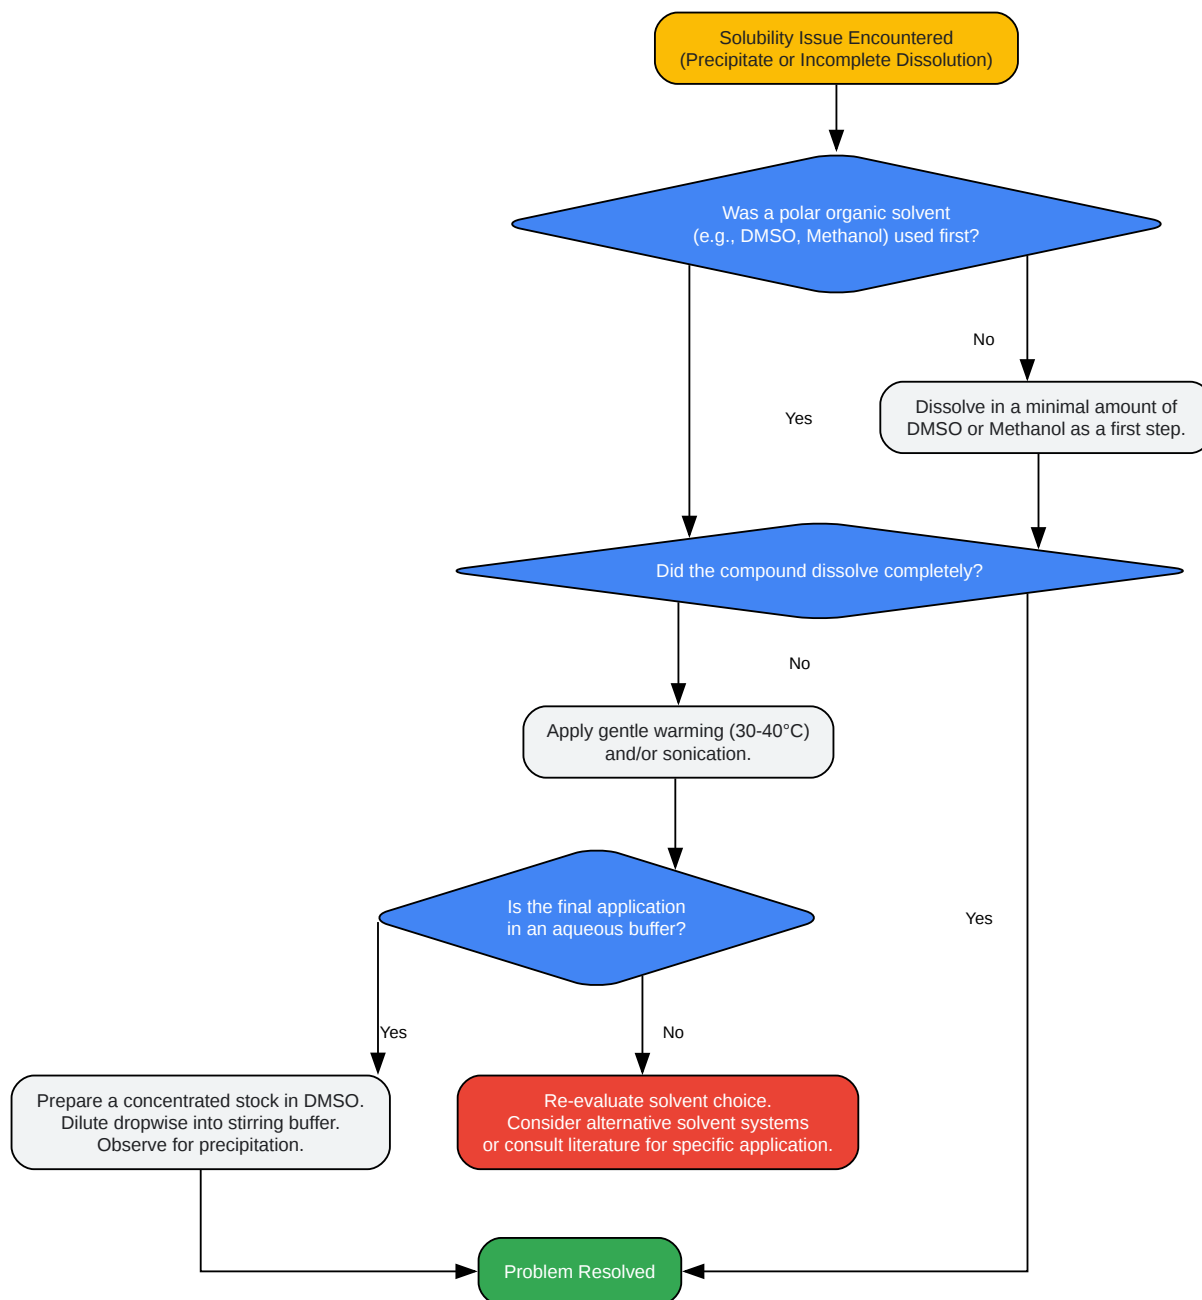 Solubility Issue Encountered
(Precipitate or Incomplete Dissolution)
Was a polar organic solvent
(e.g., DMSO, Methanol) used first?
No
Yes
Dissolve in a minimal amount of
DMSO or Methanol as a first step.
Did the compound dissolve completely?
No
Apply gentle warming (30-40°C)
and/or sonication.
Is the final application
in an aqueous buffer?
Yes
Yes
No
Prepare a concentrated stock in DMSO.
Dilute dropwise into stirring buffer.
Observe for precipitation.
Re-evaluate solvent choice.
Consider alternative solvent systems
or consult literature for specific application.
Problem Resolved